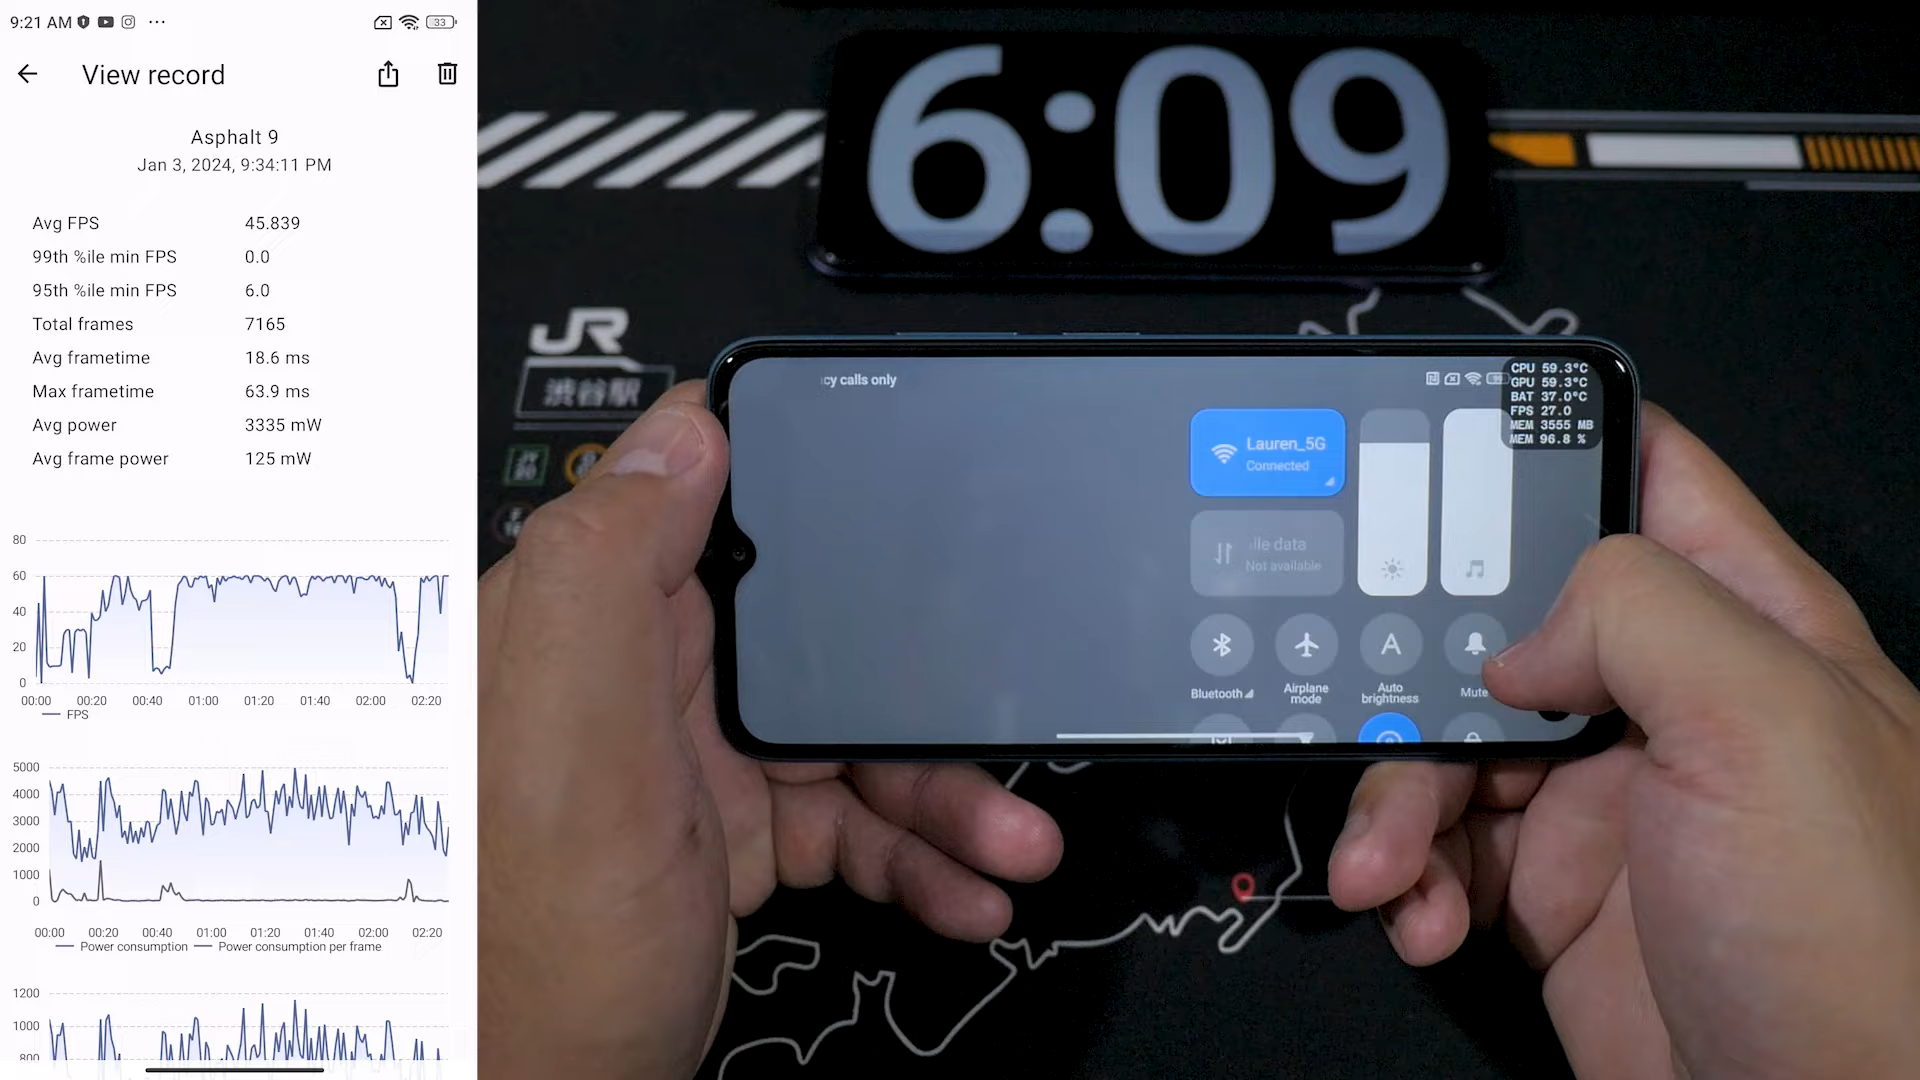 9:21 AM
33
View record
Asphalt 9
Jan 3, 2024, 9:34:11 PM
Avg FPS 45.839
99th %ile min FPS 0.0
95th %ile min FPS 6.0
Total frames 7165
Avg frametime 18.6 ms
Max frametime 63.9 ms
Avg power 3335 mW
Avg frame power 125 mW
80
60
40
20
0
00:00 00:20 00:40 01:00 01:20 01:40 02:00 02:20
FPS
5000
4000
3000
2000
1000
0
00:00 00:20 00:40 01:00 01:20 01:40 02:00 02:20
Power consumption Power consumption per frame
1200
1000
800
6:09
JR
渋谷駅
cy calls only
CPU 59.3°C
GPU 59.3°C
BAT 37.0°C
FPS 27.0
MEM 3555 MB
MEM 96.8 %
Lauren_5G
Connected
ile data
Not available
A
Bluetooth
Airplane mode
Auto brightness
Mute